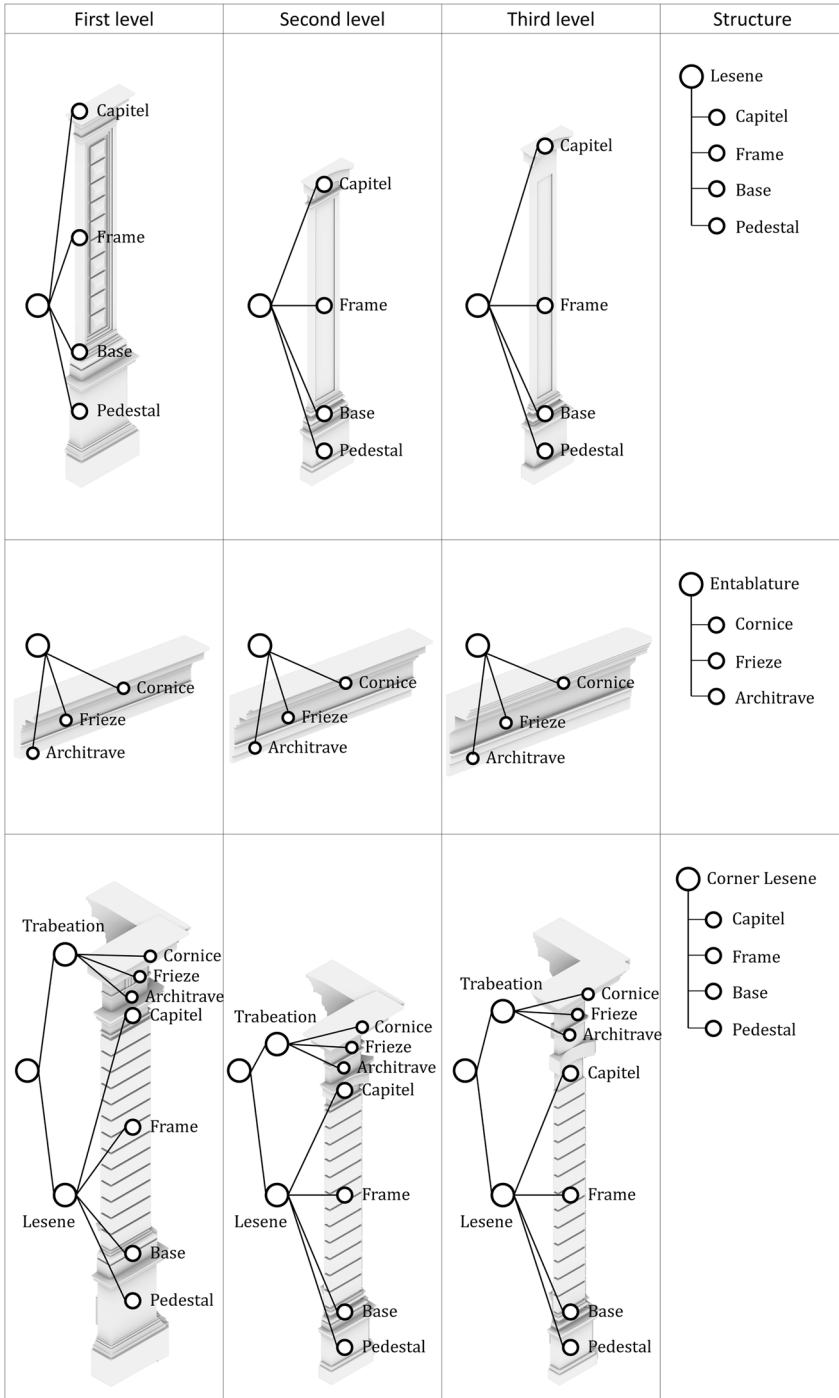 First level
Second level
Third level
Structure
Capitel
Frame
Base
Pedestal
Capitel
Frame
Base
Pedestal
Capitel
Frame
Base
Pedestal
Lesene
Capitel
Frame
Base
Pedestal
Cornice
Frieze
Architrave
Cornice
Frieze
Architrave
Cornice
Frieze
Architrave
Entablature
Cornice
Frieze
Architrave
Trabeation
Cornice
Frieze
Architrave
Capitel
Frame
Lesene
Base
Pedestal
Trabeation
Cornice
Frieze
Architrave
Capitel
Frame
Lesene
Base
Pedestal
Trabeation
Cornice
Frieze
Architrave
Capitel
Frame
Lesene
Base
Pedestal
Corner Lesene
Capitel
Frame
Base
Pedestal